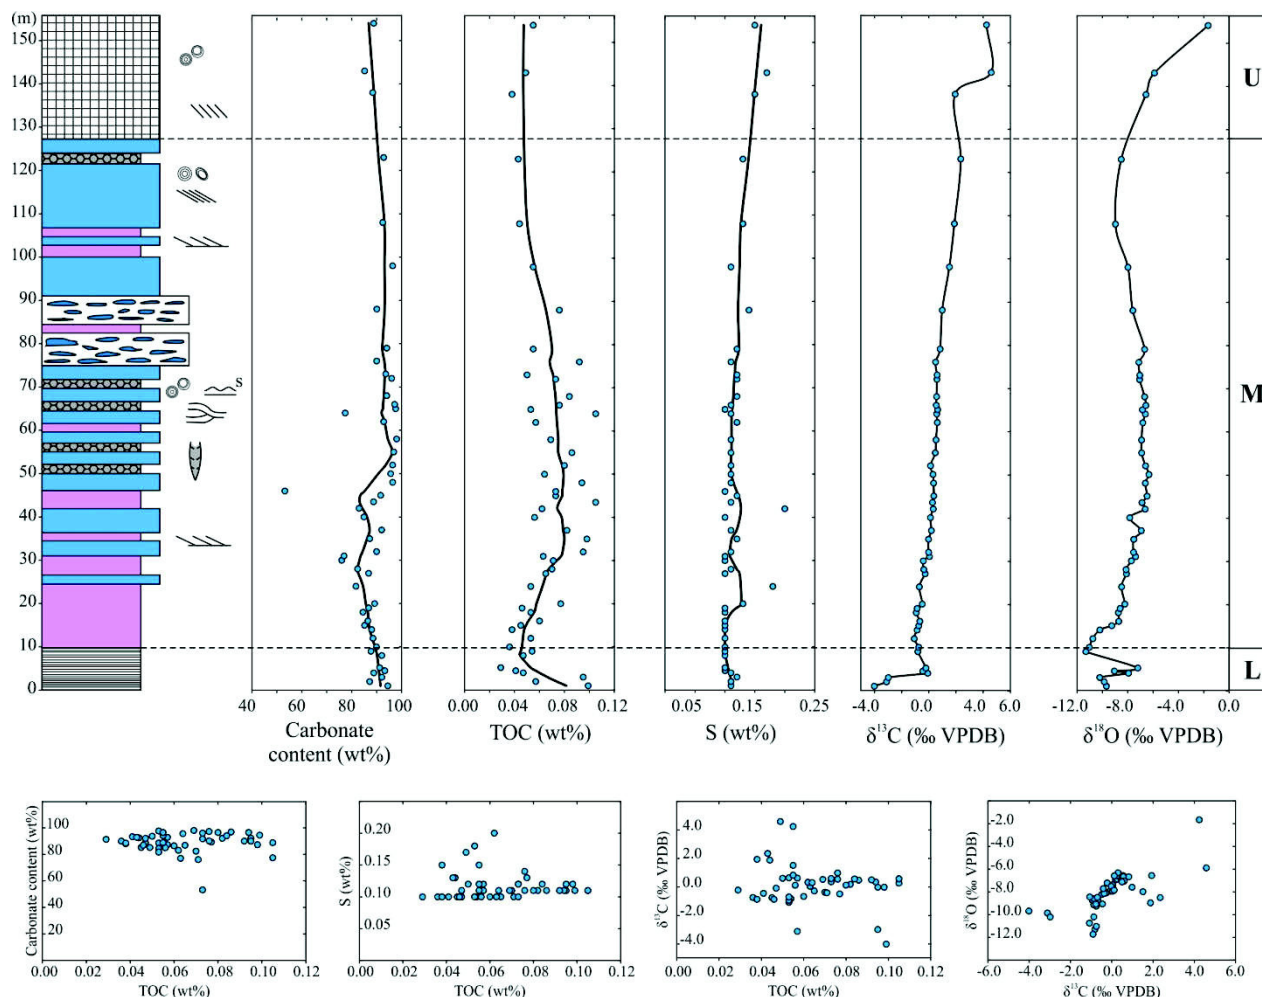 (m)
150
140
130
120
110
100
90
80
70
60
50
40
30
20
10
0
S
U
M
L
40 60 80 100
Carbonate
content (wt%)
0.00 0.04 0.08 0.12
TOC (wt%)
0.05 0.15 0.25
S (wt%)
-4.0 0.0 4.0 6.0
δ¹³C (‰ VPDB)
-12.0 -8.0 -4.0 0.0
δ¹⁸O (‰ VPDB)
Carbonate content (wt%)
100
80
60
40
20
0.00 0.02 0.04 0.06 0.08 0.10 0.12
TOC (wt%)
S (wt%)
0.20
0.15
0.10
0.05
0.00 0.02 0.04 0.06 0.08 0.10 0.12
TOC (wt%)
δ¹³C (‰ VPDB)
4.0
2.0
0.0
-2.0
-4.0
0.00 0.02 0.04 0.06 0.08 0.10 0.12
TOC (wt%)
δ¹⁸O (‰ VPDB)
-2.0
-4.0
-6.0
-8.0
-10.0
-12.0
-6.0 -4.0 -2.0 0.0 2.0 4.0 6.0
δ¹³C (‰ VPDB)